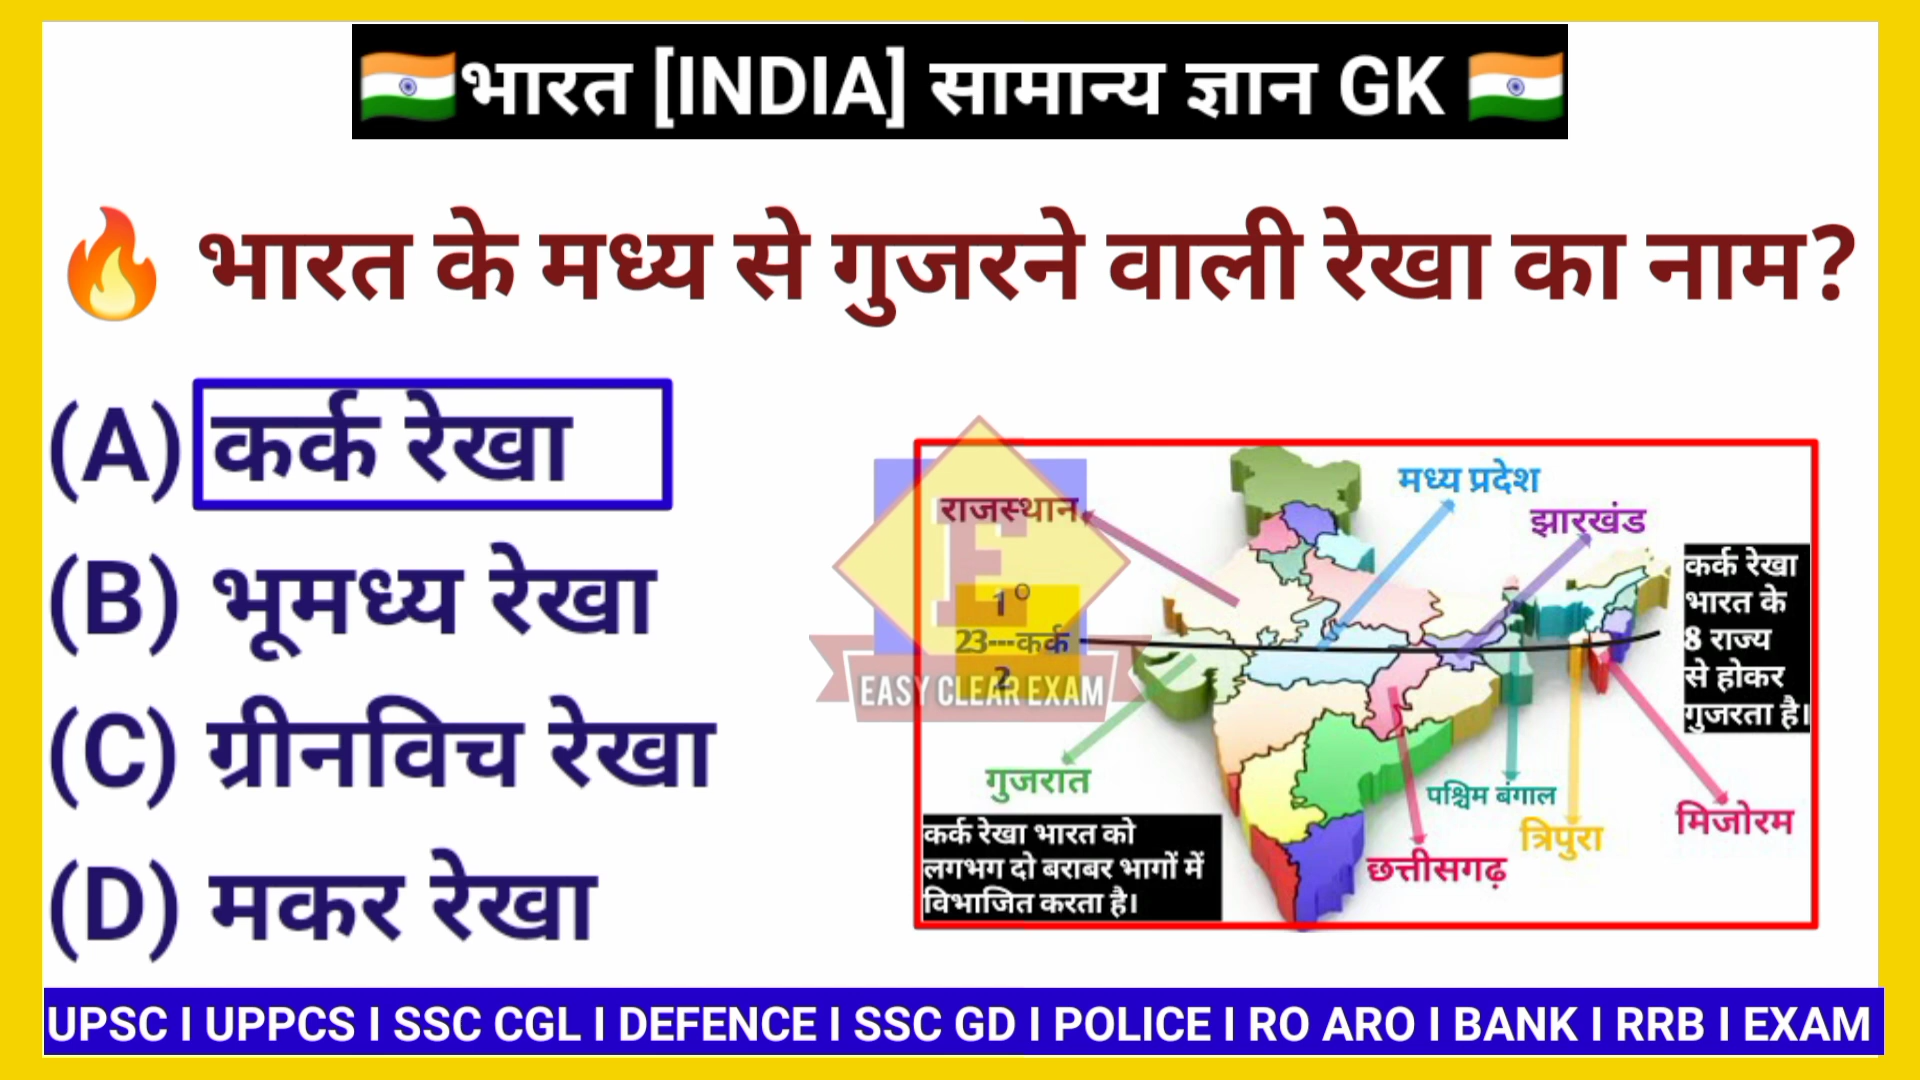 भारत [INDIA] सामान्य ज्ञान GK
भारत के मध्य से गुजरने वाली रेखा का नाम?
(A) कर्क रेखा
(B) भूमध्य रेखा
(C) ग्रीनविच रेखा
(D) मकर रेखा
राजस्थान
मध्य प्रदेश
झारखंड
E
1°
23---कर्क
2
EASY CLEAR EXAM
कर्क रेखा
भारत के
8 राज्य
से होकर
गुजरता है।
गुजरात
पश्चिम बंगाल
त्रिपुरा
मिजोरम
छत्तीसगढ़
कर्क रेखा भारत को
लगभग दो बराबर भागों में
विभाजित करता है।
UPSC I UPPCS I SSC CGL I DEFENCE I SSC GD I POLICE I RO ARO I BANK I RRB I EXAM